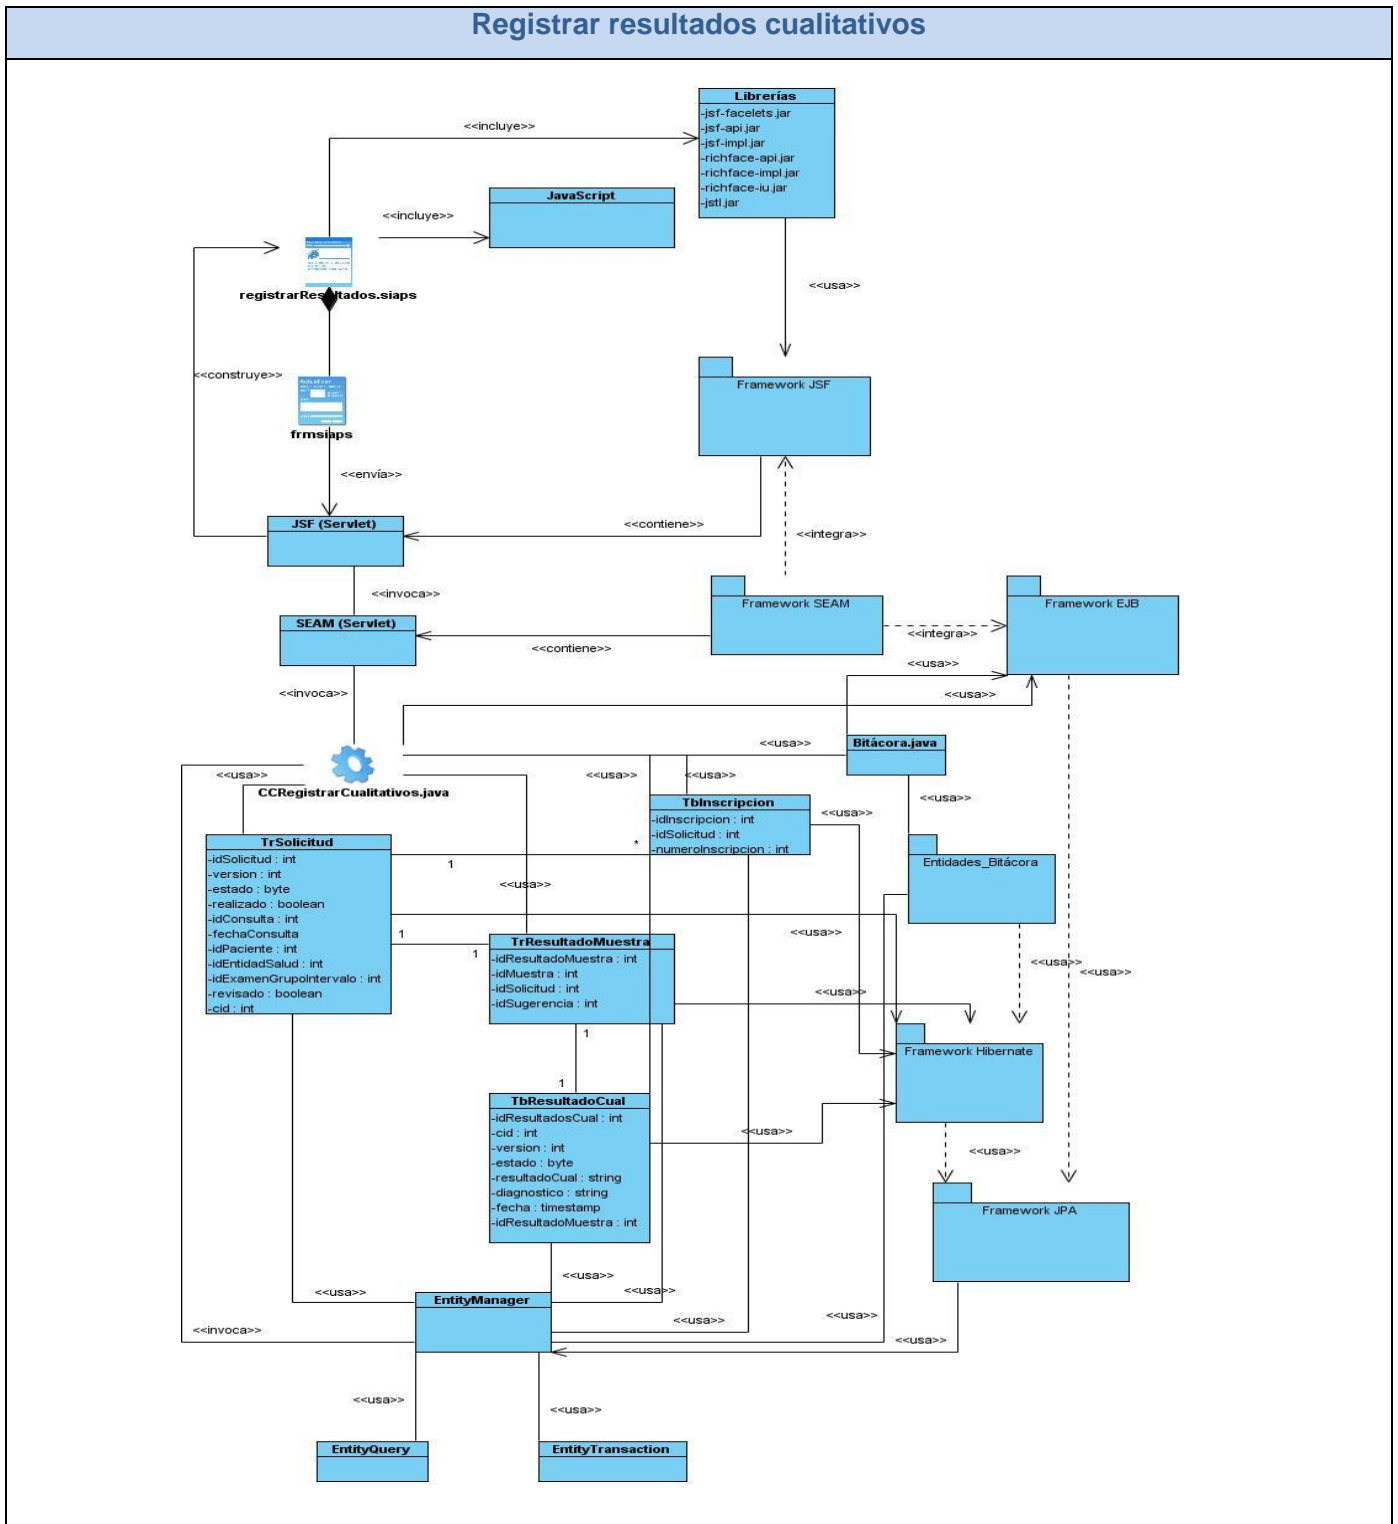 Registrar resultados cualitativos
Librerías
-jsf-facelets.jar
-jsf-api.jar
-jsf-impl.jar
-richface-api.jar
-richface-impl.jar
-richface-iu.jar
-jstl.jar
<<incluye>>
JavaScript
<<incluye>>
registrarResultados.siaps
<<usa>>
<<construye>>
Framework JSF
frmsiaps
<<envía>>
JSF (Servlet)
<<contiene>>
<<integra>>
<<invoca>>
Framework SEAM
Framework EJB
SEAM (Servlet)
<<integra>>
<<contiene>>
<<usa>>
<<invoca>>
<<usa>>
<<usa>>
Bitácora.java
<<usa>>
<<usa>>
<<usa>>
CCRegistrarCualitativos.java
<<usa>>
TbInscripcion
-idInscripcion : int
-idSolicitud : int
-numeroInscripcion : int
<<usa>>
TrSolicitud
-idSolicitud : int
-version : int
-estado : byte
-realizado : boolean
-idConsulta : int
-fechaConsulta
-idPaciente : int
-idEntidadSalud : int
-idExamenGrupoIntervalo : int
-revisado : boolean
-cid : int
1
*
Entidades_Bitácora
<<usa>>
<<usa>>
1
1
TrResultadoMuestra
-idResultadoMuestra : int
-idMuestra : int
-idSolicitud : int
-idSugerencia : int
<<usa>>
<<usa>>
<<usa>>
1
Framework Hibernate
1
TbResultadoCual
-idResultadosCual : int
-cid : int
-version : int
-estado : byte
-resultadoCual : string
-diagnostico : string
-fecha : timestamp
-idResultadoMuestra : int
<<usa>>
<<usa>>
Framework JPA
<<usa>>
<<usa>>
<<usa>>
EntityManager
<<usa>>
<<invoca>>
<<usa>>
<<usa>>
<<usa>>
EntityQuery
EntityTransaction